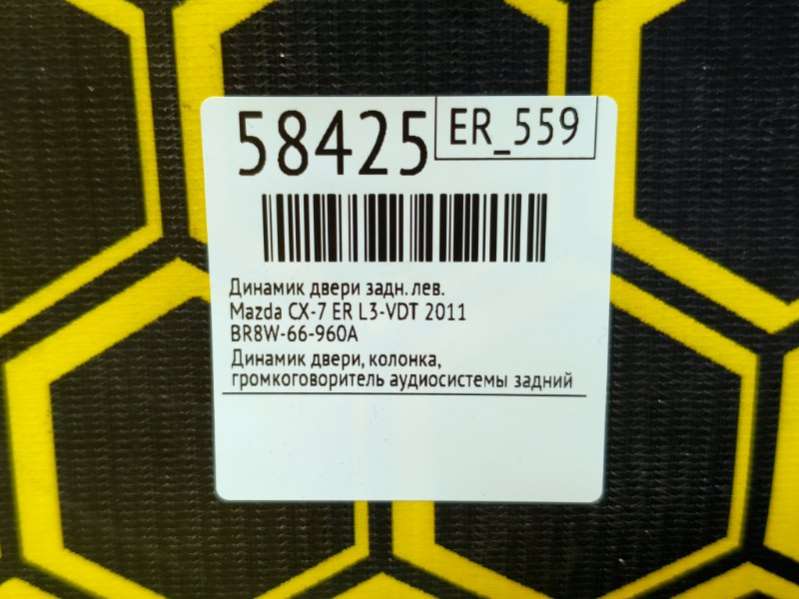 58425
ER_559
Динамик двери задн. лев.
Mazda CX-7 ER L3-VDT 2011
BR8W-66-960A
Динамик двери, колонка,
громкоговоритель аудиосистемы задний